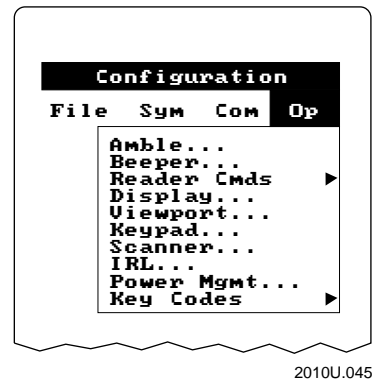 Configuration
File Sym Com Op
Amble...
Beeper...
Reader Cmds
Display...
Viewport...
Keypad...
Scanner...
IRL...
Power Mgmt...
Key Codes
2010U.045